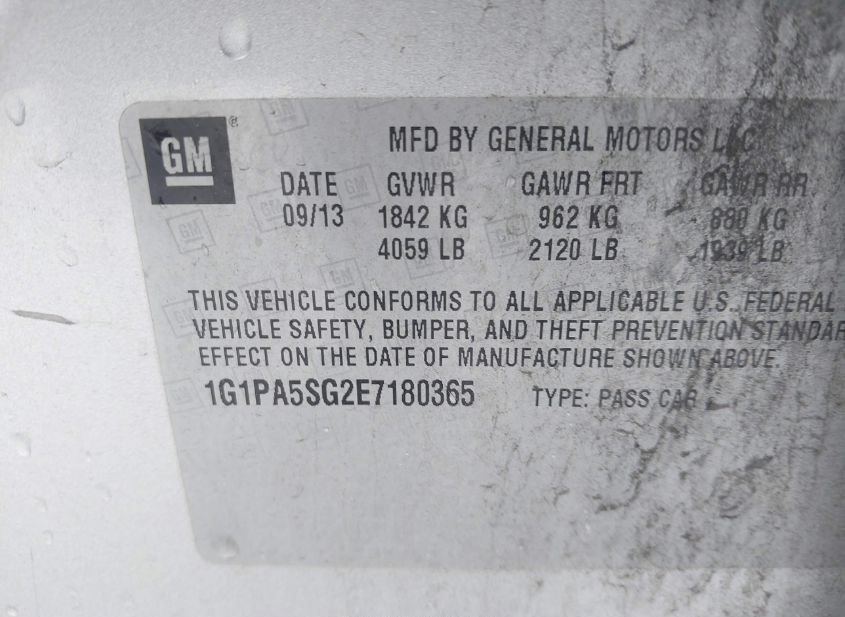 GM®
MFD BY GENERAL MOTORS LLC
DATE GVWR GAWR FRT GAWR RR
09/13 1842 KG 962 KG 880 KG
4059 LB 2120 LB 1939 LB
THIS VEHICLE CONFORMS TO ALL APPLICABLE U.S. FEDERAL
VEHICLE SAFETY, BUMPER, AND THEFT PREVENTION STANDAR
EFFECT ON THE DATE OF MANUFACTURE SHOWN ABOVE.
1G1PA5SG2E7180365 TYPE: PASS CAR